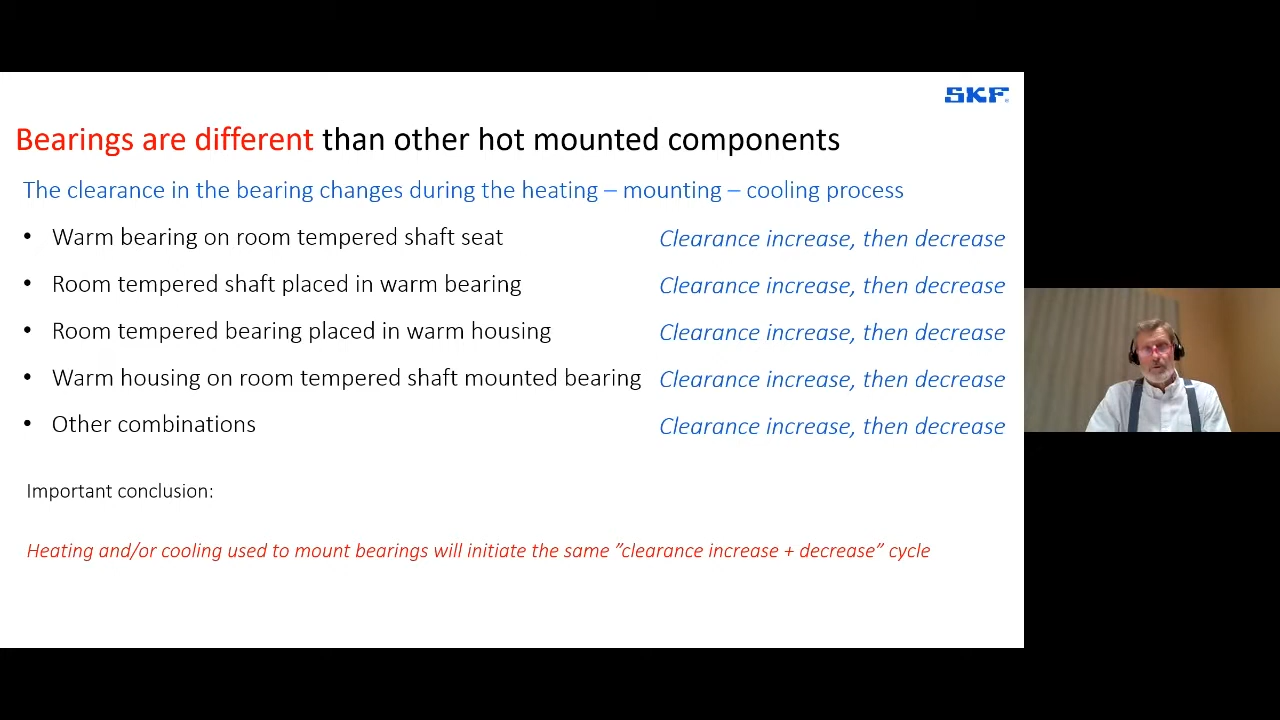 SKF
Bearings are different than other hot mounted components
The clearance in the bearing changes during the heating – mounting – cooling process
• Warm bearing on room tempered shaft seat Clearance increase, then decrease
• Room tempered shaft placed in warm bearing Clearance increase, then decrease
• Room tempered bearing placed in warm housing Clearance increase, then decrease
• Warm housing on room tempered shaft mounted bearing Clearance increase, then decrease
• Other combinations Clearance increase, then decrease
Important conclusion:
Heating and/or cooling used to mount bearings will initiate the same ”clearance increase + decrease” cycle